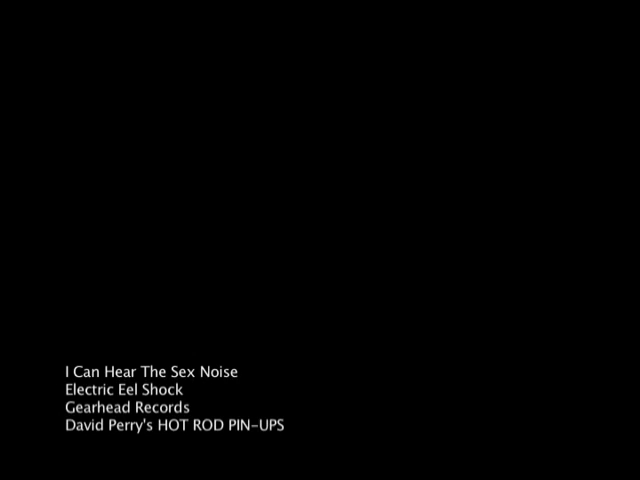 I Can Hear The Sex Noise
Electric Eel Shock
Gearhead Records
David Perry's HOT ROD PIN-UPS